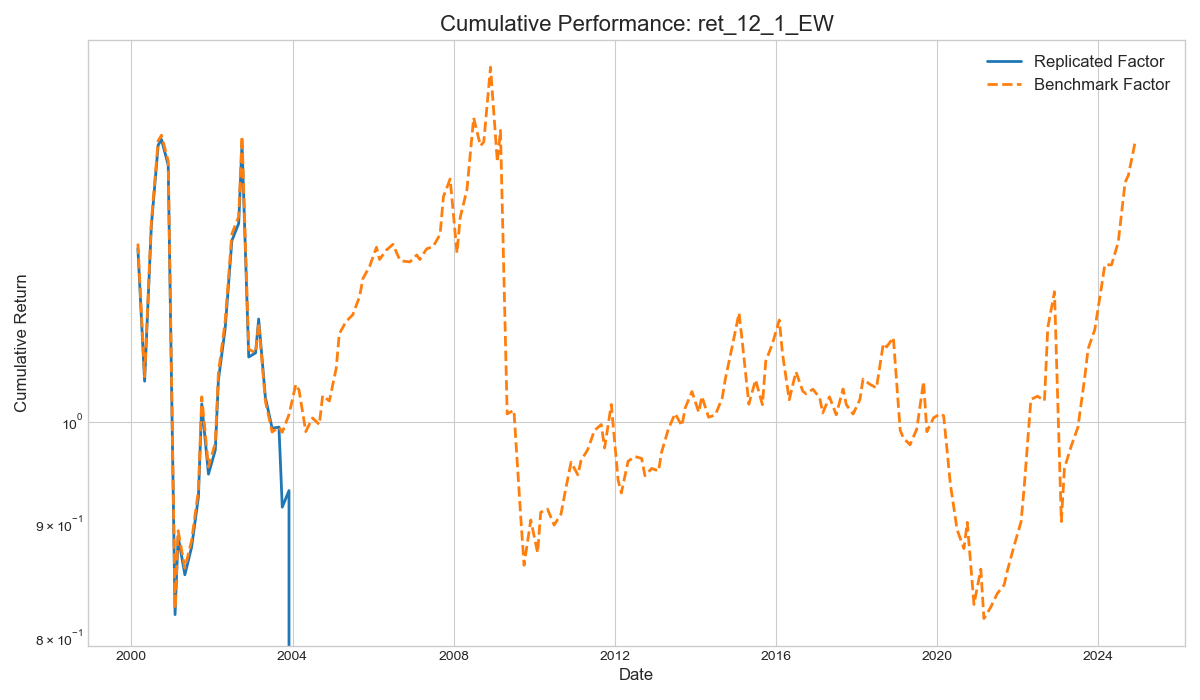 Cumulative Performance: ret_12_1_EW
Replicated Factor
Benchmark Factor
Cumulative Return
10⁰
9 × 10⁻¹
8 × 10⁻¹
2000 2004 2008 2012 2016 2020 2024
Date